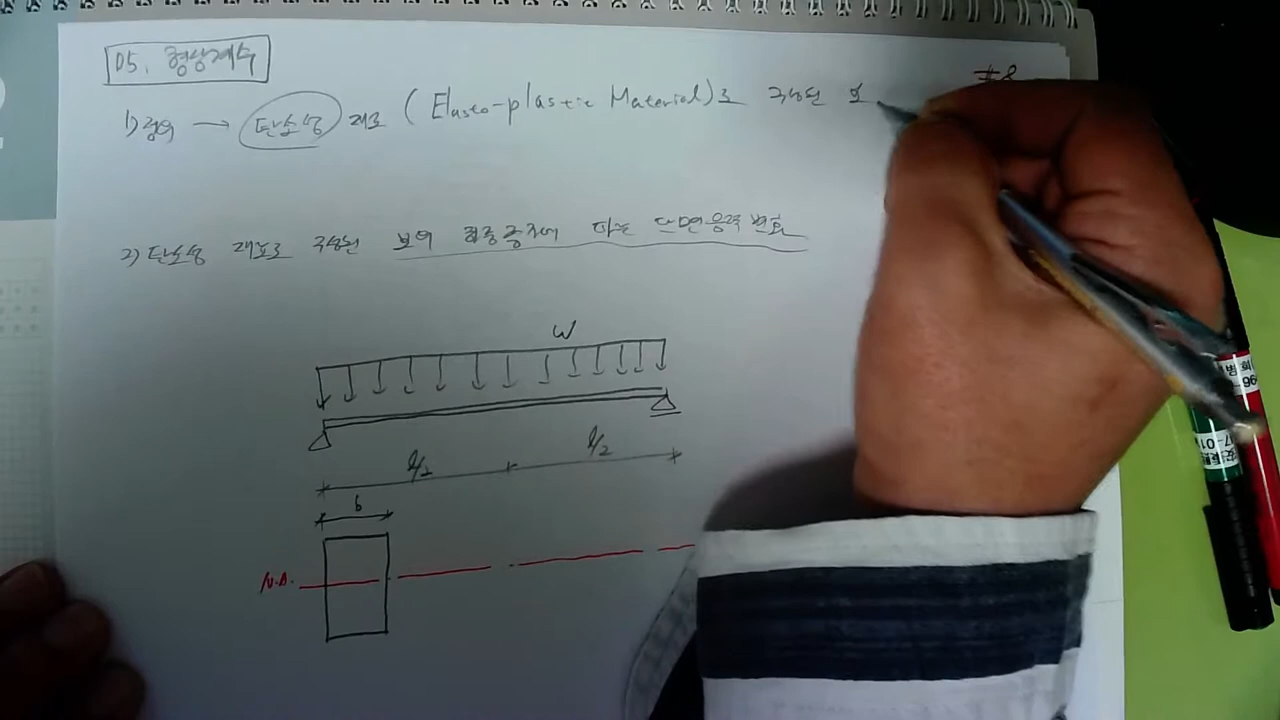 05. 형상계수
#8
1) 정의 → 탄소성 재료 (Elasto-plastic Material)로 구성된 보
2) 탄소성 재료로 구성된 보의 하중증가에 따른 단면응력 변화
w
l/2 l/2
b
N.A.